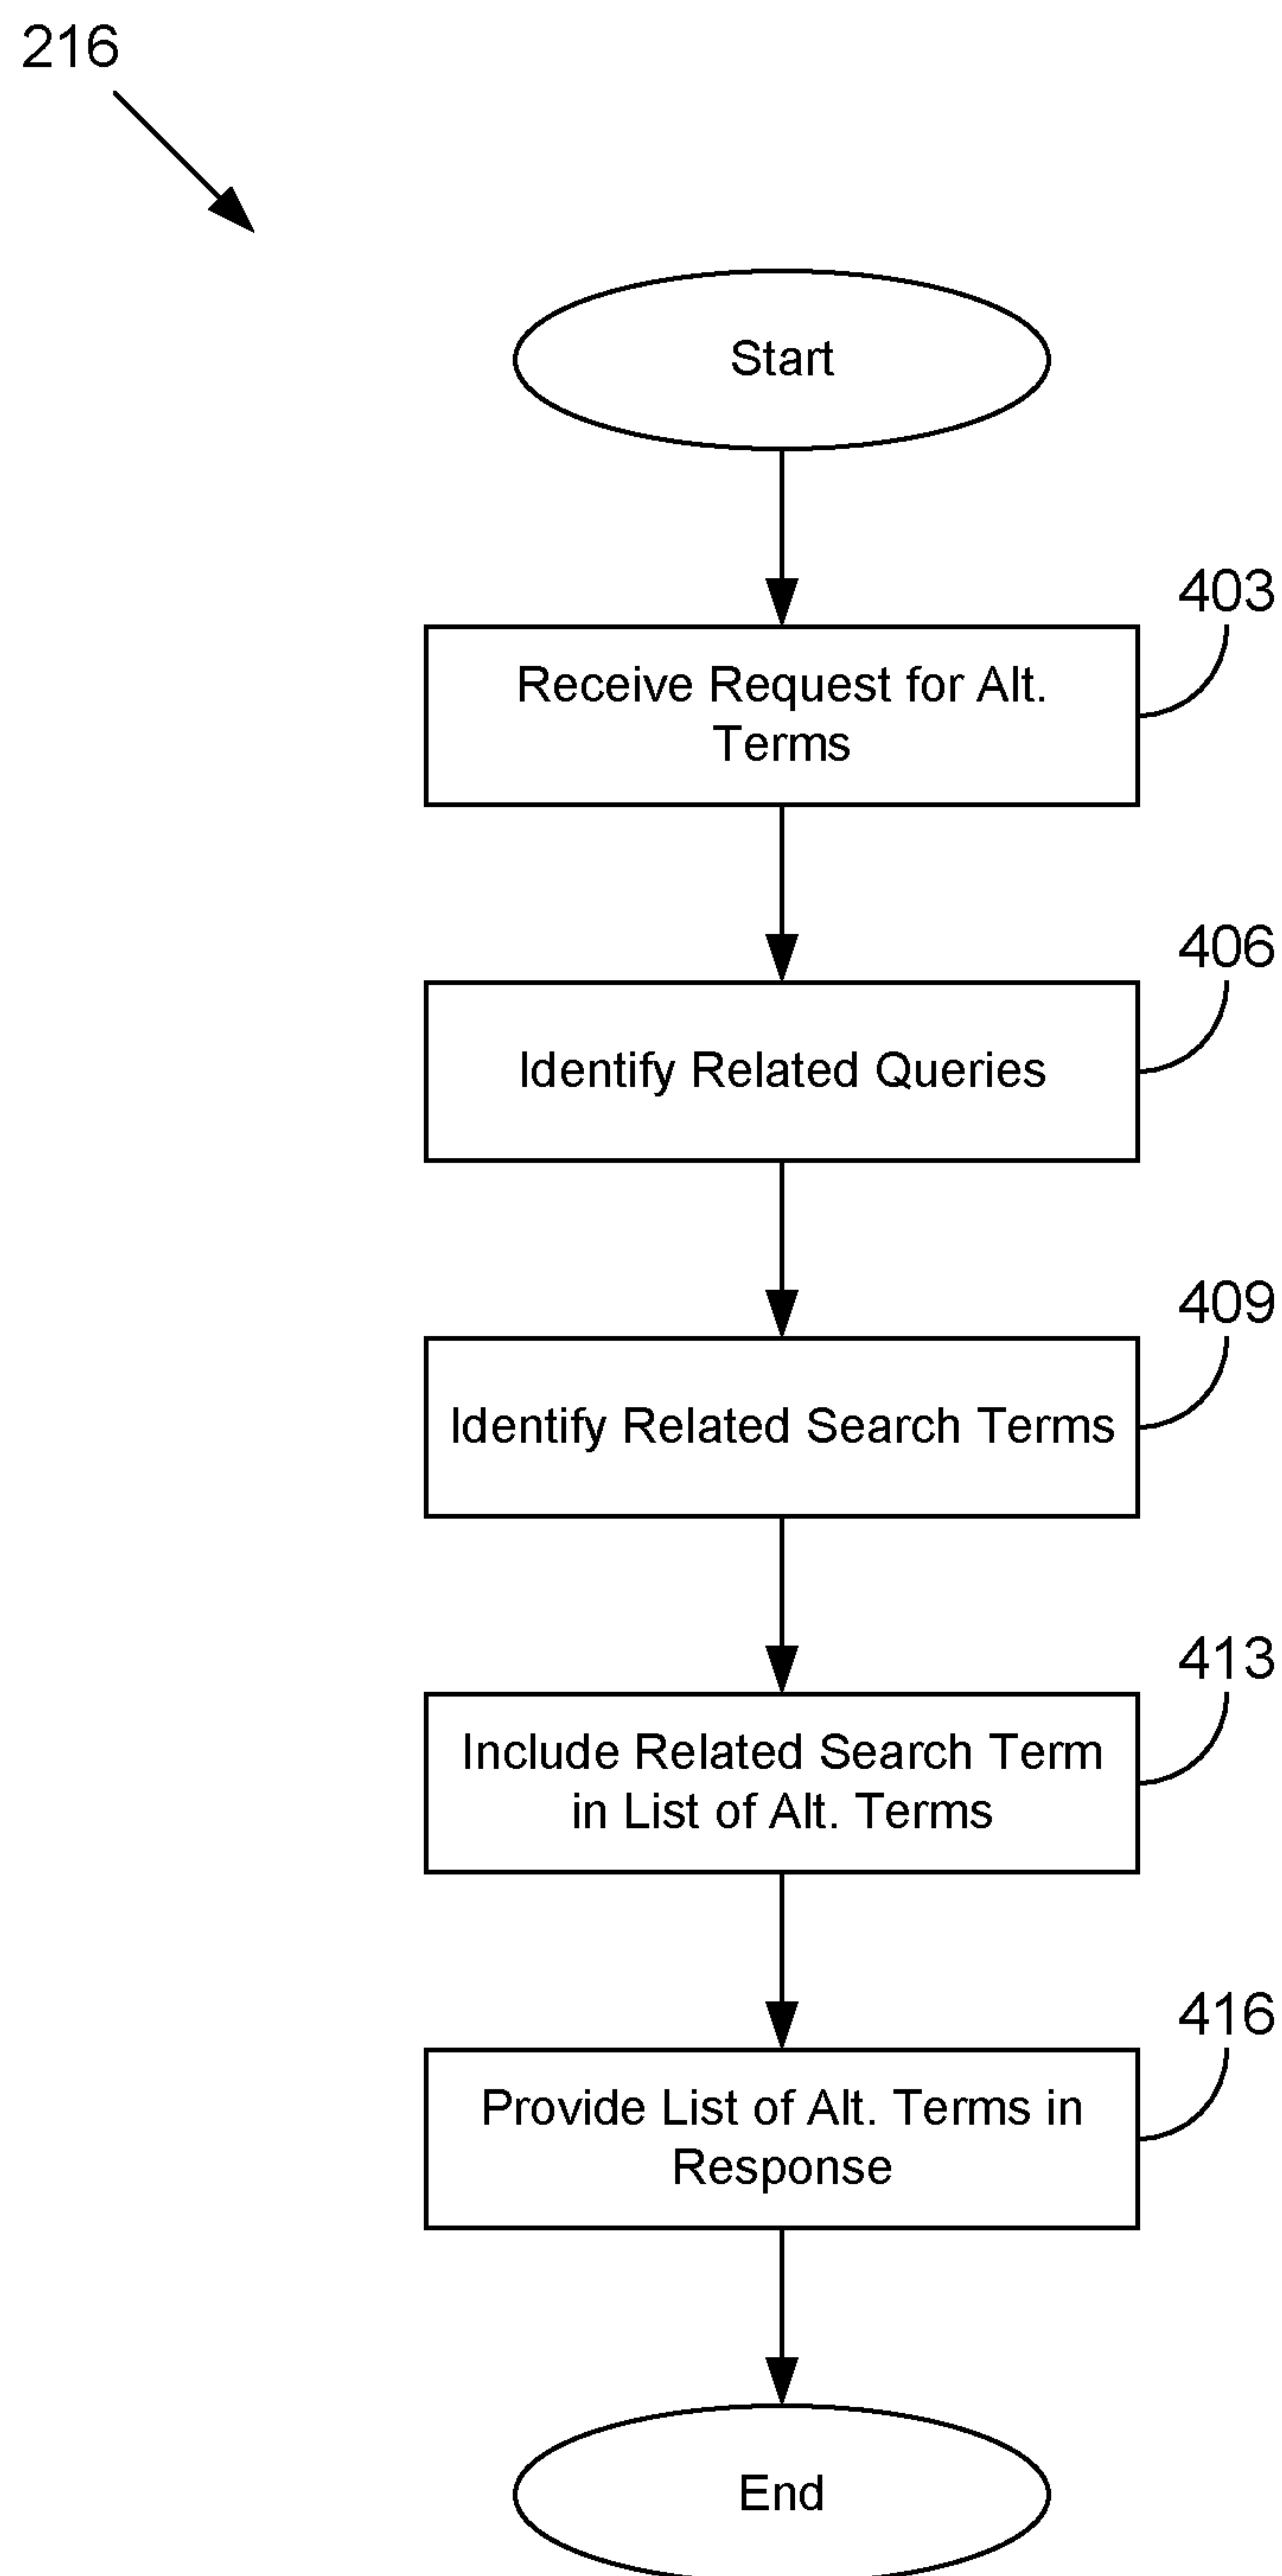 216
Start
403
Receive Request for Alt.
Terms
406
Identify Related Queries
409
Identify Related Search Terms
413
Include Related Search Term
in List of Alt. Terms
416
Provide List of Alt. Terms in
Response
End